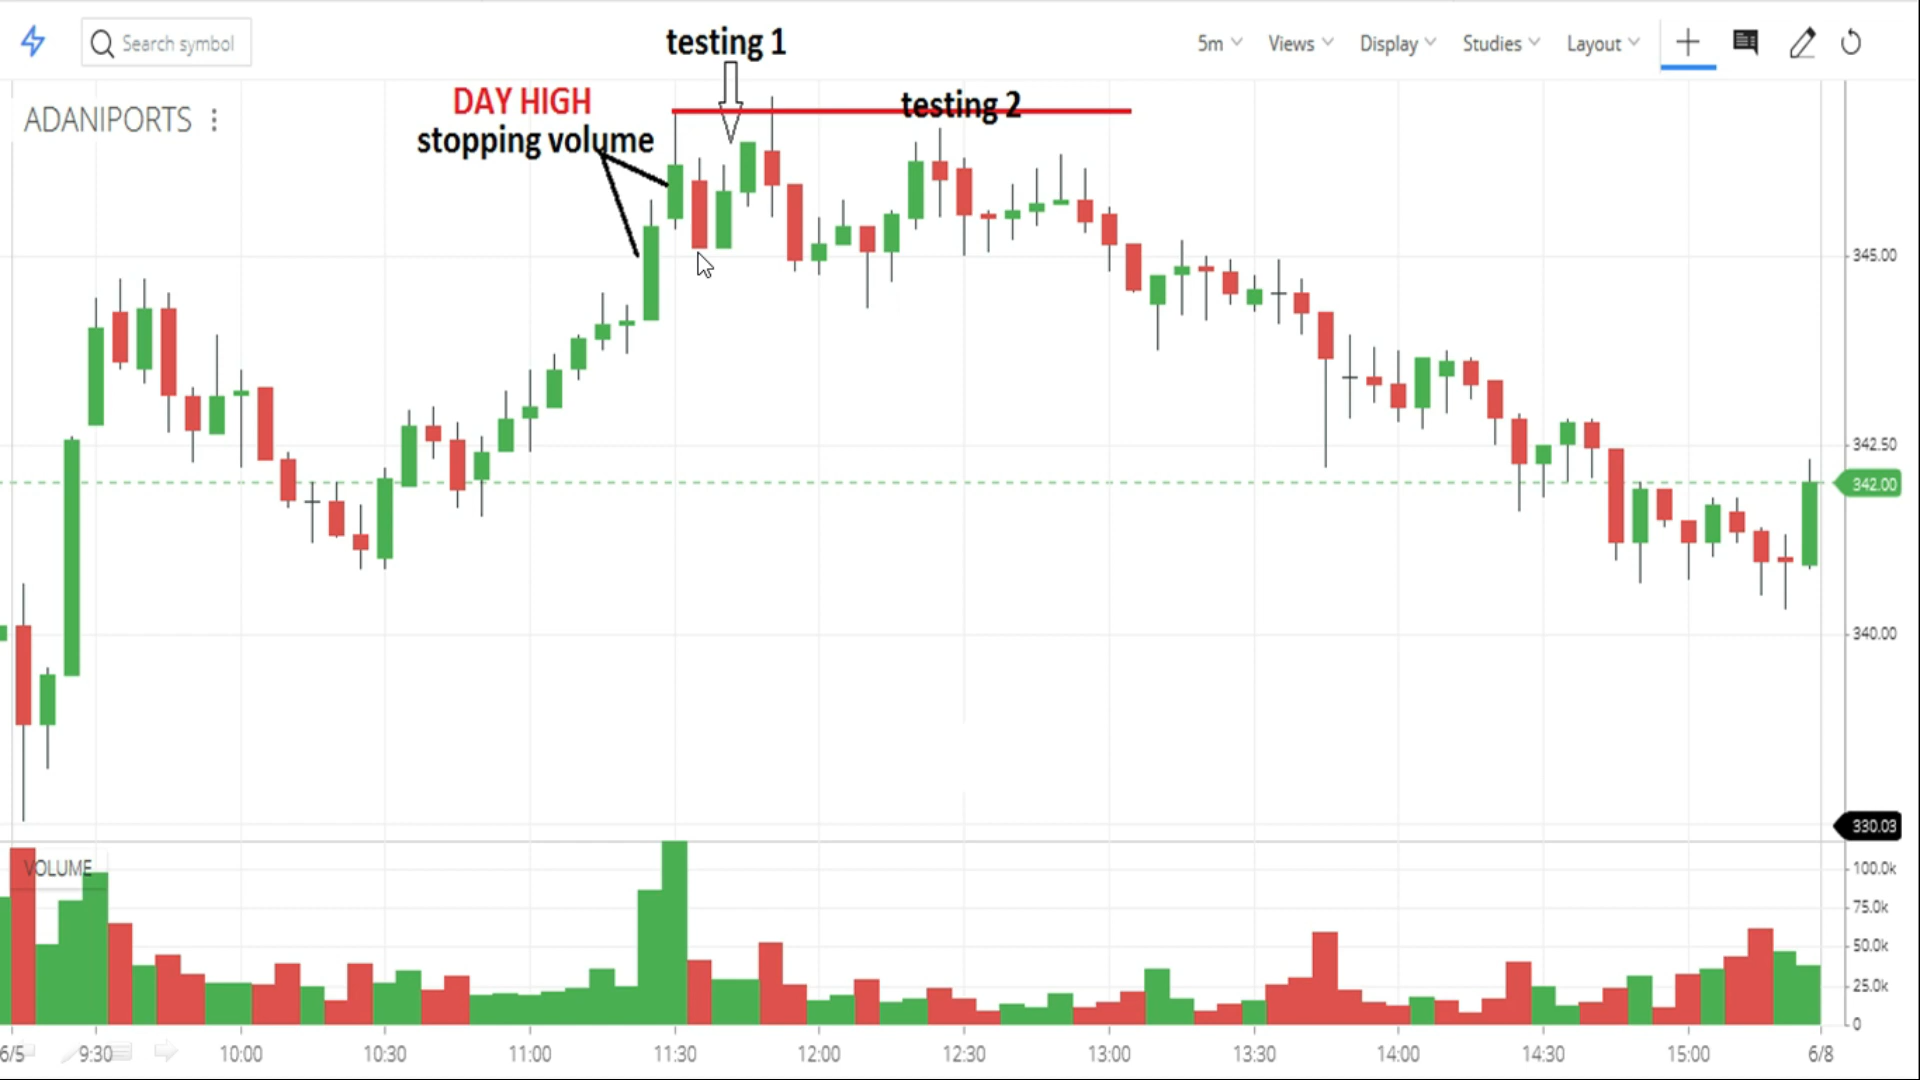 Search symbol
testing 1
5m
Views
Display
Studies
Layout
ADANIPORTS
DAY HIGH
stopping volume
testing 2
345.00
342.50
342.00
340.00
330.03
VOLUME
100.0k
75.0k
50.0k
25.0k
0
6/5 9:30 10:00 10:30 11:00 11:30 12:00 12:30 13:00 13:30 14:00 14:30 15:00 6/8